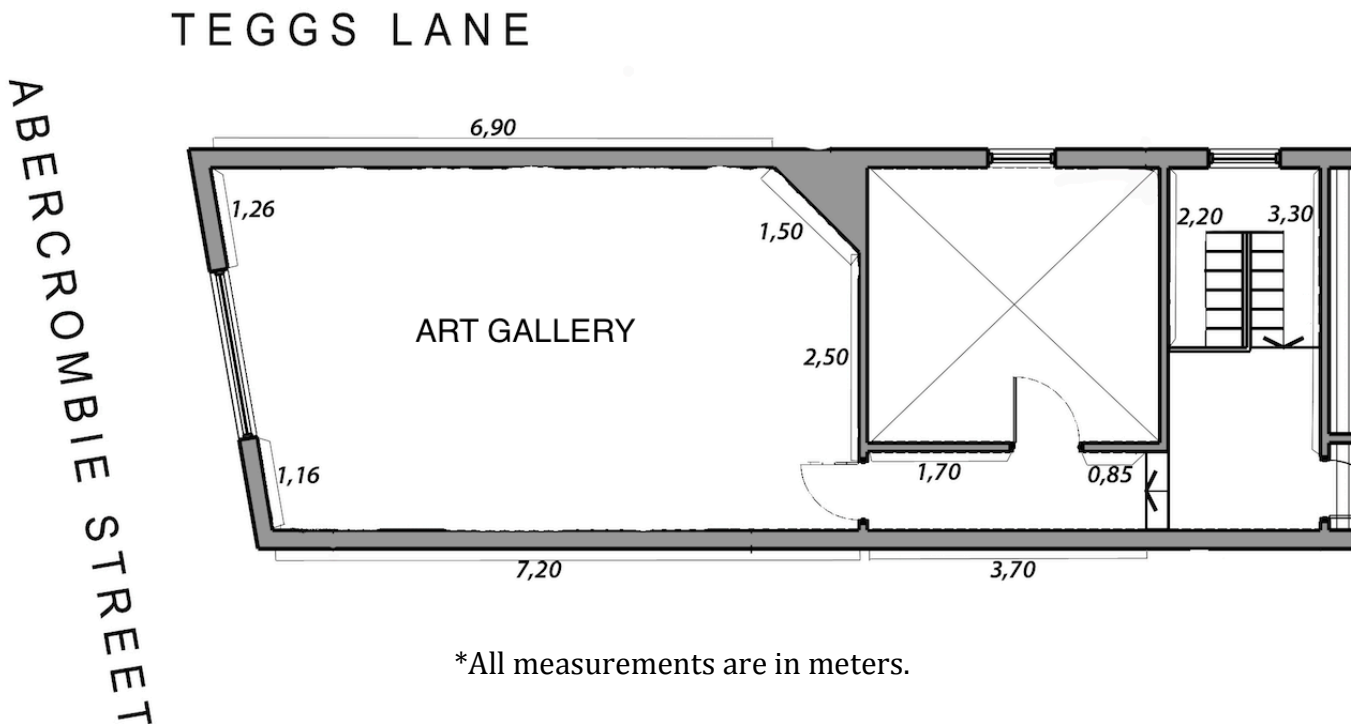 TEGGS LANE
ABERCROMBIE STREET
6,90
1,26
1,50
2,20
3,30
ART GALLERY
2,50
1,16
1,70
0,85
7,20
3,70
*All measurements are in meters.